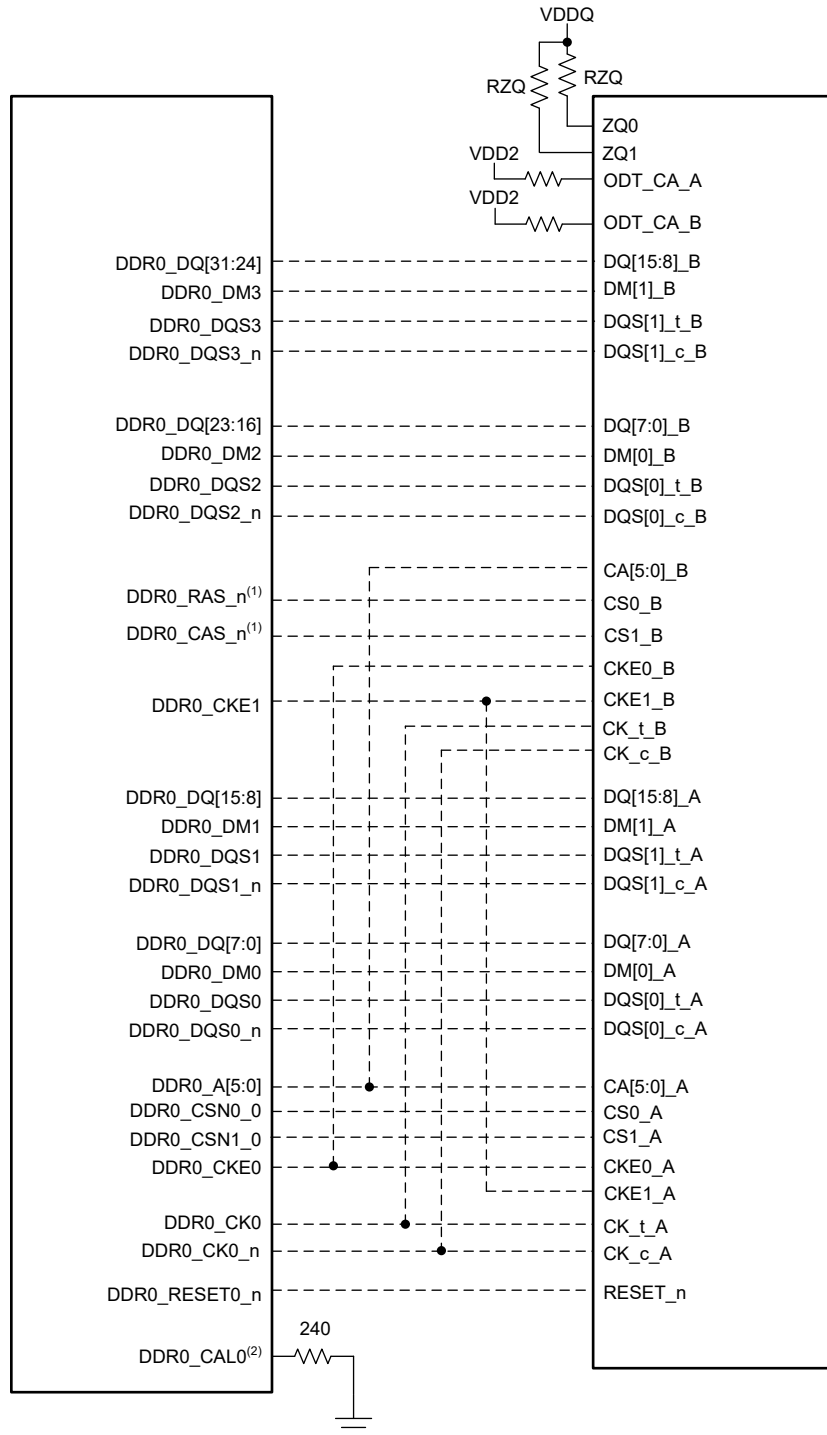 VDDQ
RZQ
RZQ
ZQ0
ZQ1
VDD2
ODT_CA_A
VDD2
ODT_CA_B
DDR0_DQ[31:24]
DQ[15:8]_B
DDR0_DM3
DM[1]_B
DDR0_DQS3
DQS[1]_t_B
DDR0_DQS3_n
DQS[1]_c_B
DDR0_DQ[23:16]
DQ[7:0]_B
DDR0_DM2
DM[0]_B
DDR0_DQS2
DQS[0]_t_B
DDR0_DQS2_n
DQS[0]_c_B
CA[5:0]_B
DDR0_RAS_n(1)
CS0_B
DDR0_CAS_n(1)
CS1_B
CKE0_B
DDR0_CKE1
CKE1_B
CK_t_B
CK_c_B
DDR0_DQ[15:8]
DQ[15:8]_A
DDR0_DM1
DM[1]_A
DDR0_DQS1
DQS[1]_t_A
DDR0_DQS1_n
DQS[1]_c_A
DDR0_DQ[7:0]
DQ[7:0]_A
DDR0_DM0
DM[0]_A
DDR0_DQS0
DQS[0]_t_A
DDR0_DQS0_n
DQS[0]_c_A
DDR0_A[5:0]
CA[5:0]_A
DDR0_CSN0_0
CS0_A
DDR0_CSN1_0
CS1_A
DDR0_CKE0
CKE0_A
CKE1_A
DDR0_CK0
CK_t_A
DDR0_CK0_n
CK_c_A
DDR0_RESET0_n
RESET_n
240
DDR0_CAL0(2)